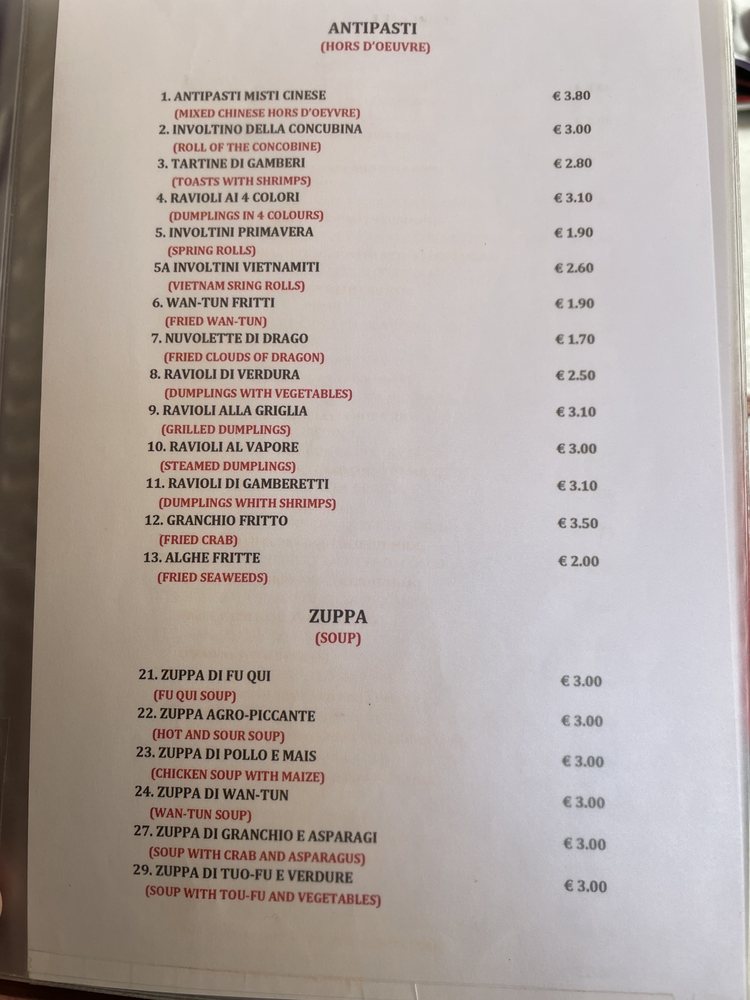 ANTIPASTI
(HORS D'OEUVRE)
1. ANTIPASTI MISTI CINESE € 3.80
(MIXED CHINESE HORS D'OEYVRE)
2. INVOLTINO DELLA CONCUBINA € 3.00
(ROLL OF THE CONCOBINE)
3. TARTINE DI GAMBERI € 2.80
(TOASTS WITH SHRIMPS)
4. RAVIOLI AI 4 COLORI € 3.10
(DUMPLINGS IN 4 COLOURS)
5. INVOLTINI PRIMAVERA € 1.90
(SPRING ROLLS)
5A INVOLTINI VIETNAMITI € 2.60
(VIETNAM SRING ROLLS)
6. WAN-TUN FRITTI € 1.90
(FRIED WAN-TUN)
7. NUVOLETTE DI DRAGO € 1.70
(FRIED CLOUDS OF DRAGON)
8. RAVIOLI DI VERDURA € 2.50
(DUMPLINGS WITH VEGETABLES)
9. RAVIOLI ALLA GRIGLIA € 3.10
(GRILLED DUMPLINGS)
10. RAVIOLI AL VAPORE € 3.00
(STEAMED DUMPLINGS)
11. RAVIOLI DI GAMBERETTI € 3.10
(DUMPLINGS WHITH SHRIMPS)
12. GRANCHIO FRITTO € 3.50
(FRIED CRAB)
13. ALGHE FRITTE € 2.00
(FRIED SEAWEEDS)
ZUPPA
(SOUP)
21. ZUPPA DI FU QUI € 3.00
(FU QUI SOUP)
22. ZUPPA AGRO-PICCANTE € 3.00
(HOT AND SOUR SOUP)
23. ZUPPA DI POLLO E MAIS € 3.00
(CHICKEN SOUP WITH MAIZE)
24. ZUPPA DI WAN-TUN € 3.00
(WAN-TUN SOUP)
27. ZUPPA DI GRANCHIO E ASPARAGI € 3.00
(SOUP WITH CRAB AND ASPARAGUS)
29. ZUPPA DI TUO-FU E VERDURE € 3.00
(SOUP WITH TOU-FU AND VEGETABLES)